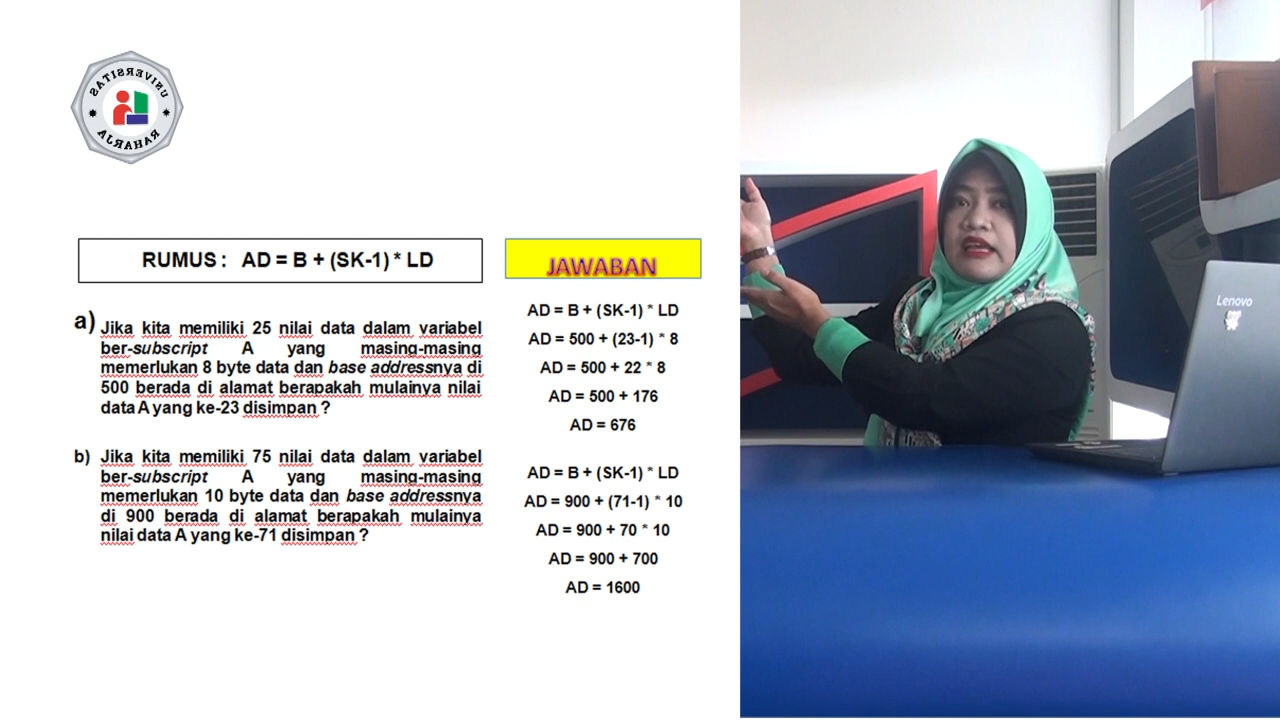 UNIVERSITAS
RAHARJA
RUMUS : AD = B + (SK-1) * LD
JAWABAN
a) Jika kita memiliki 25 nilai data dalam variabel
ber-subscript A yang masing-masing
memerlukan 8 byte data dan base addressnya di
500 berada di alamat berapakah mulainya nilai
data A yang ke-23 disimpan ?
b) Jika kita memiliki 75 nilai data dalam variabel
ber-subscript A yang masing-masing
memerlukan 10 byte data dan base addressnya
di 900 berada di alamat berapakah mulainya
nilai data A yang ke-71 disimpan ?
AD = B + (SK-1) * LD
AD = 500 + (23-1) * 8
AD = 500 + 22 * 8
AD = 500 + 176
AD = 676
AD = B + (SK-1) * LD
AD = 900 + (71-1) * 10
AD = 900 + 70 * 10
AD = 900 + 700
AD = 1600
Lenovo